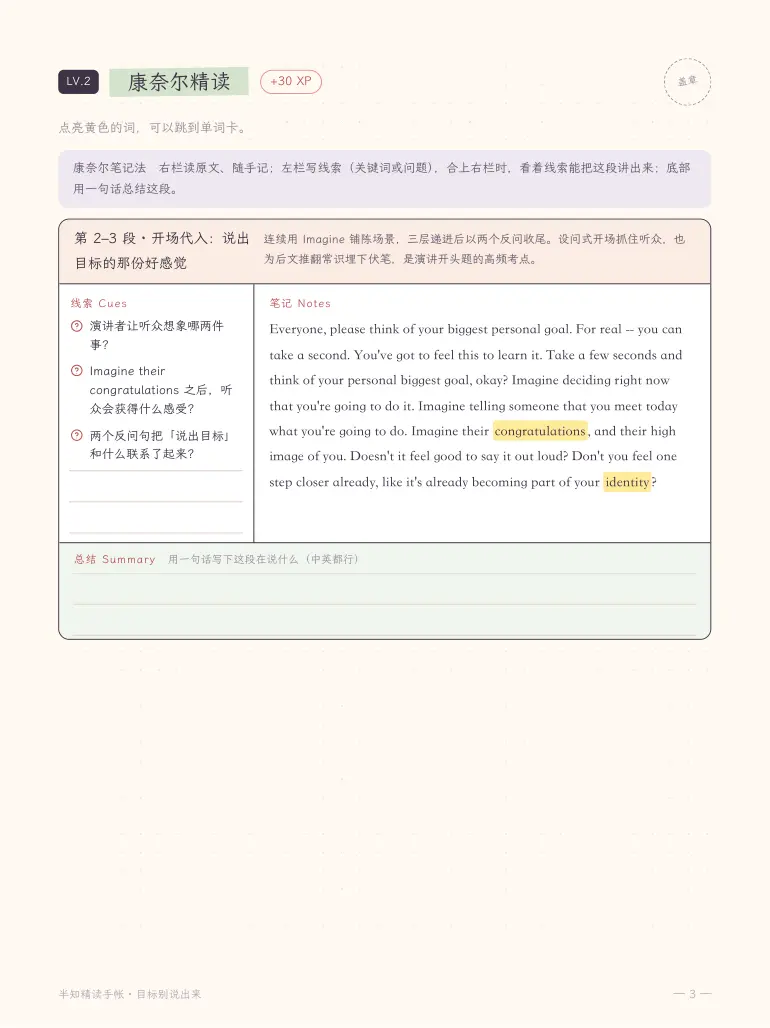 LV.2 康奈尔精读 +30 XP 盖章
点亮黄色的词，可以跳到单词卡。
康奈尔笔记法 右栏读原文、随手记；左栏写线索（关键词或问题），合上右栏时，看着线索能把这段讲出来；底部
用一句话总结这段。
第 2–3 段·开场代入：说出
目标的那份好感觉
连续用 Imagine 铺陈场景，三层递进后以两个反问收尾。设问式开场抓住听众，也
为后文推翻常识埋下伏笔，是演讲开头题的高频考点。
线索 Cues
演讲者让听众想象哪两件
事？
Imagine their
congratulations 之后，听
众会获得什么感受？
两个反问句把「说出目标」
和什么联系了起来？
笔记 Notes
Everyone, please think of your biggest personal goal. For real -- you can
take a second. You've got to feel this to learn it. Take a few seconds and
think of your personal biggest goal, okay? Imagine deciding right now
that you're going to do it. Imagine telling someone that you meet today
what you're going to do. Imagine their congratulations, and their high
image of you. Doesn't it feel good to say it out loud? Don't you feel one
step closer already, like it's already becoming part of your identity?
总结 Summary 用一句话写下这段在说什么（中英都行）
半知精读手帐·目标别说出来
— 3 —